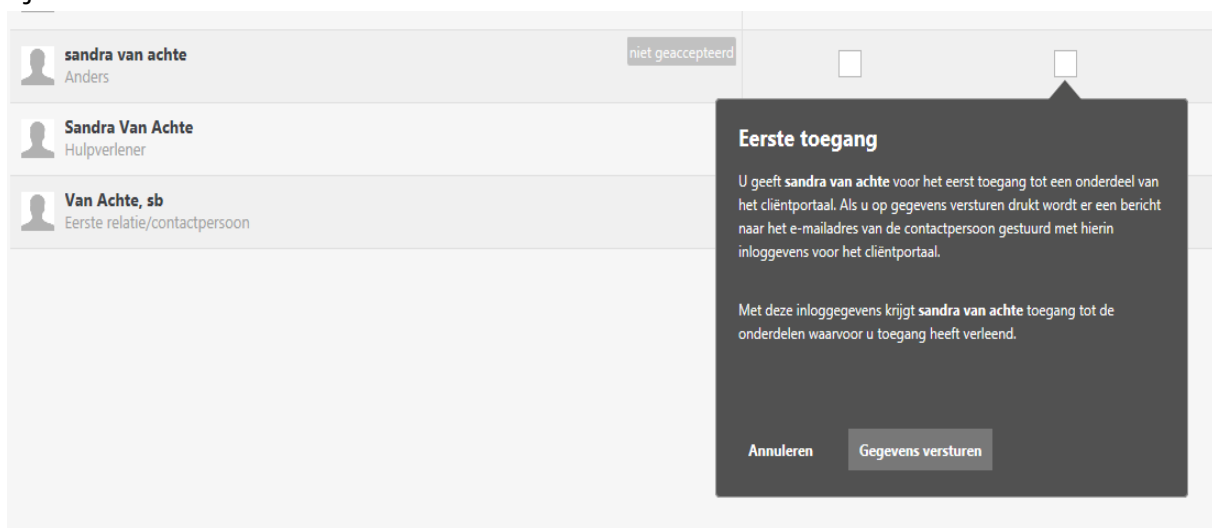 sandra van achte
niet geaccepteerd
Anders
Sandra Van Achte
Hulpverlener
Van Achte, sb
Eerste relatie/contactpersoon
Eerste toegang
U geeft sandra van achte voor het eerst toegang tot een onderdeel van
het cliëntportaal. Als u op gegevens versturen drukt wordt er een bericht
naar het e-mailadres van de contactpersoon gestuurd met hierin
inloggevens voor het cliëntportaal.
Met deze inloggegevens krijgt sandra van achte toegang tot de
onderdelen waarvoor u toegang heeft verleend.
Annuleren
Gegevens versturen